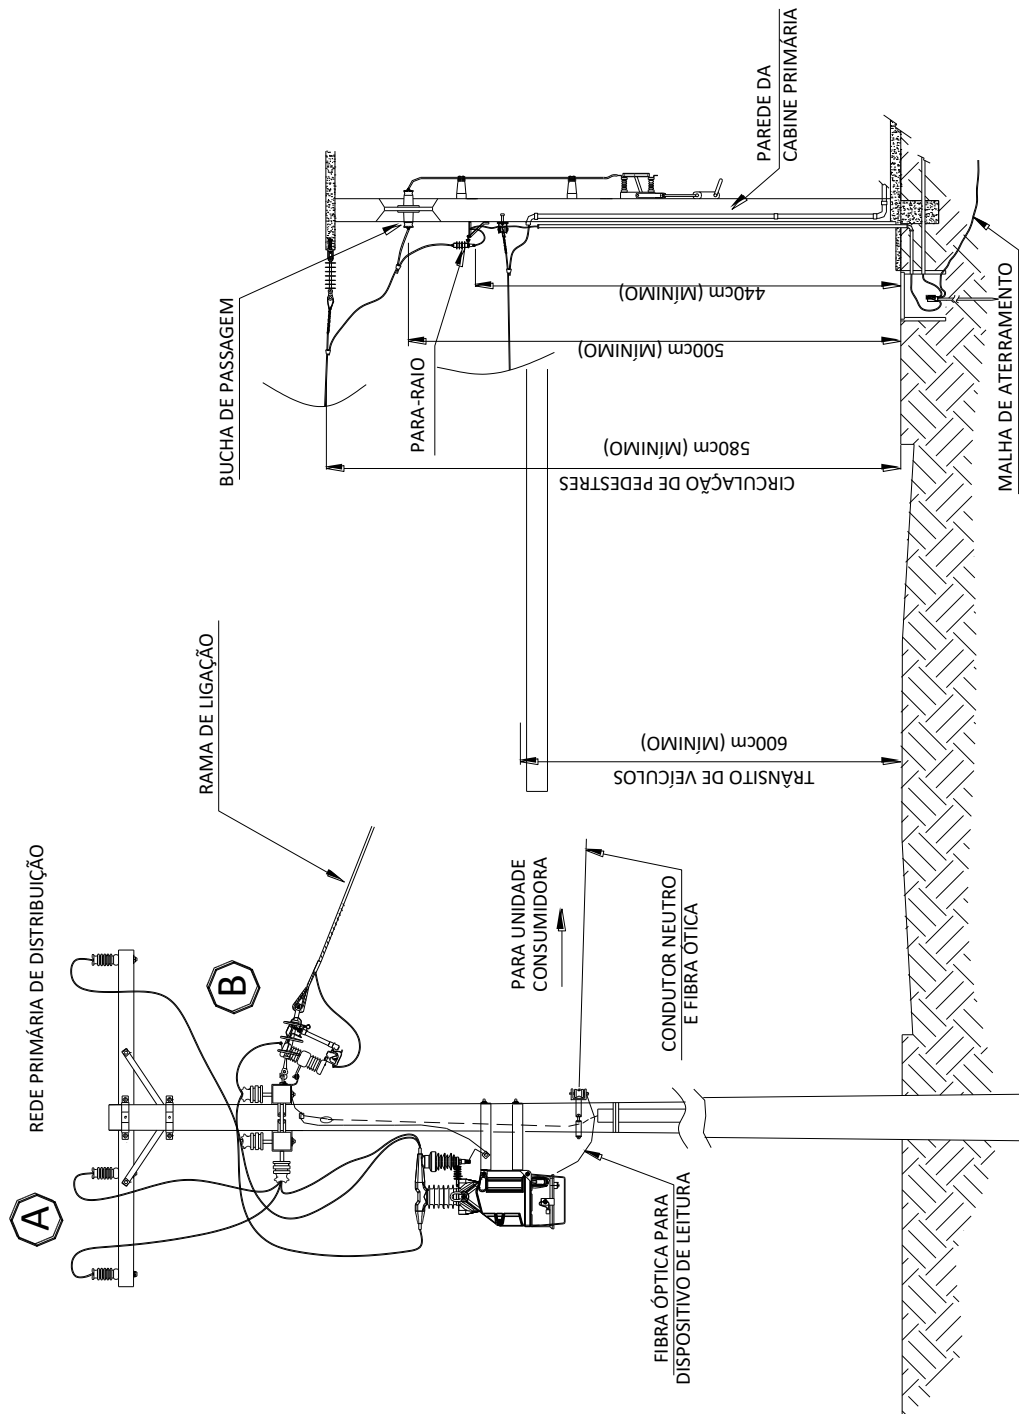 REDE PRIMÁRIA DE DISTRIBUIÇÃO
A
B
RAMA DE LIGAÇÃO
BUCHA DE PASSAGEM
PARA-RAIO
PAREDE DA
CABINE PRIMÁRIA
440cm (MÍNIMO)
500cm (MÍNIMO)
580cm (MÍNIMO)
CIRCULAÇÃO DE PEDESTRES
600cm (MÍNIMO)
TRÂNSITO DE VEÍCULOS
PARA UNIDADE
CONSUMIDORA
CONDUTOR NEUTRO
E FIBRA ÓTICA
FIBRA ÓPTICA PARA
DISPOSITIVO DE LEITURA
MALHA DE ATERRAMENTO